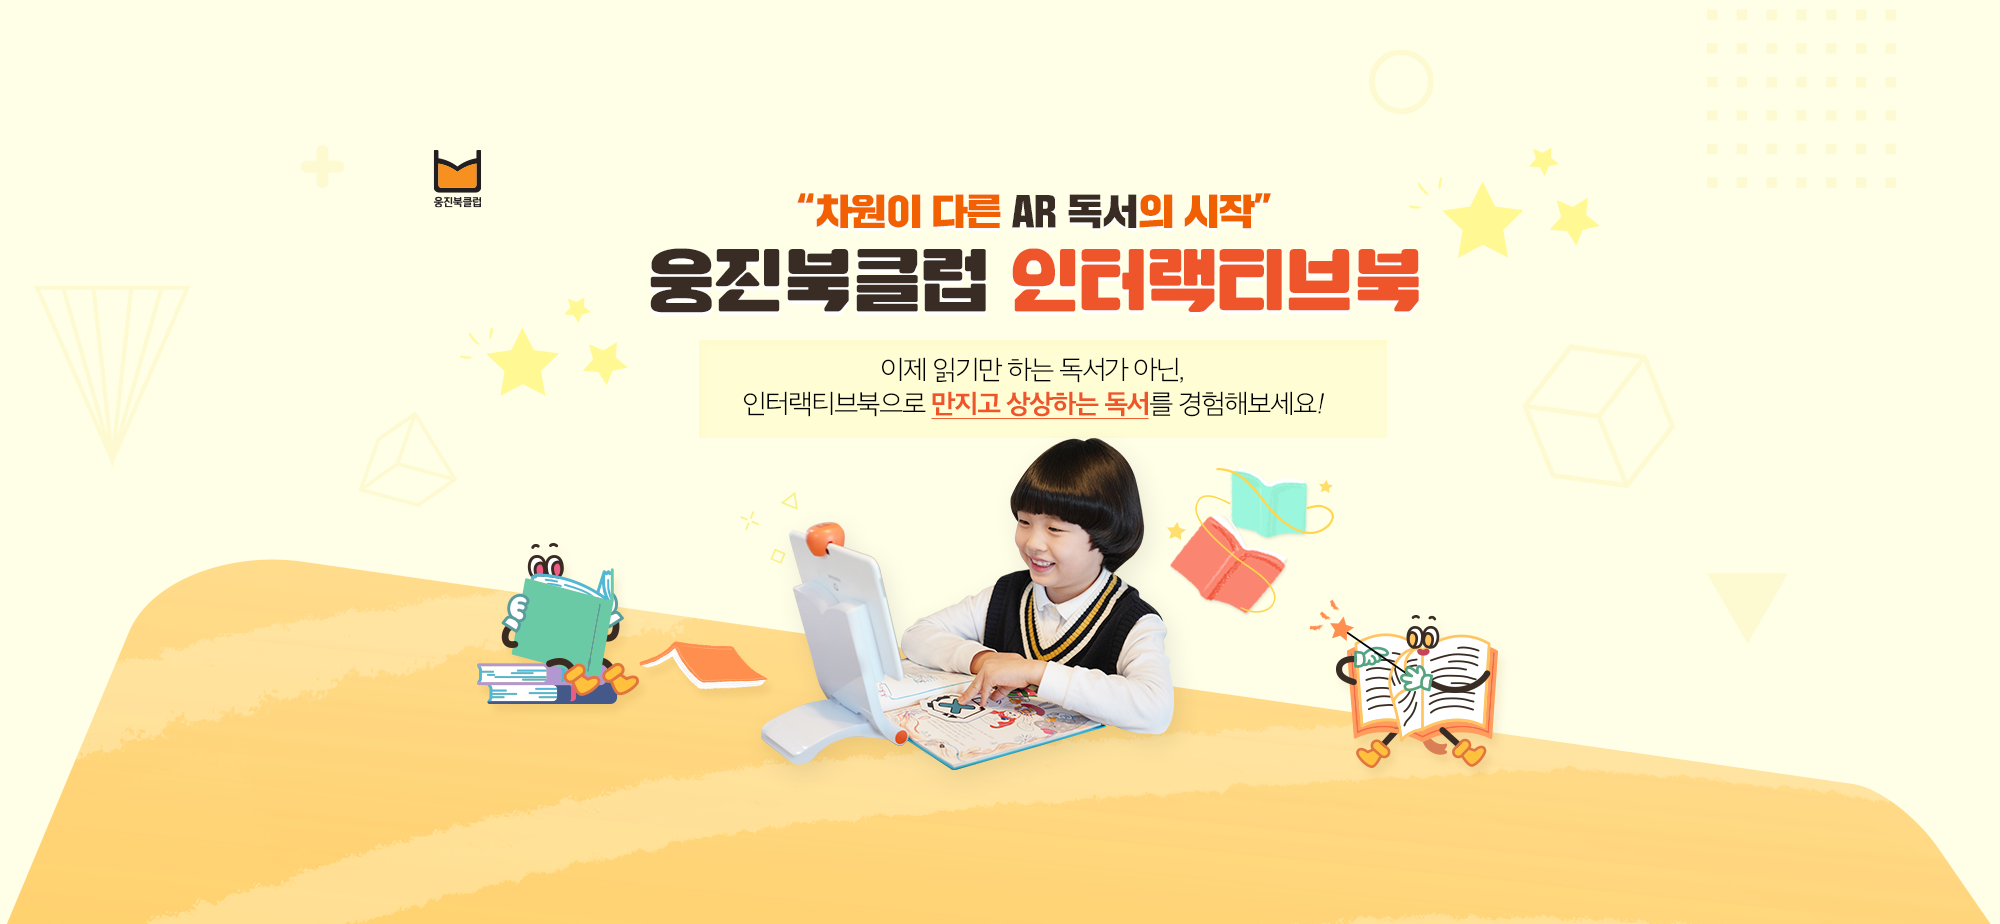 웅진북클럽
“차원이 다른 AR 독서의 시작”
웅진북클럽 인터랙티브북
이제 읽기만 하는 독서가 아닌,
인터랙티브북으로 만지고 상상하는 독서를 경험해보세요!